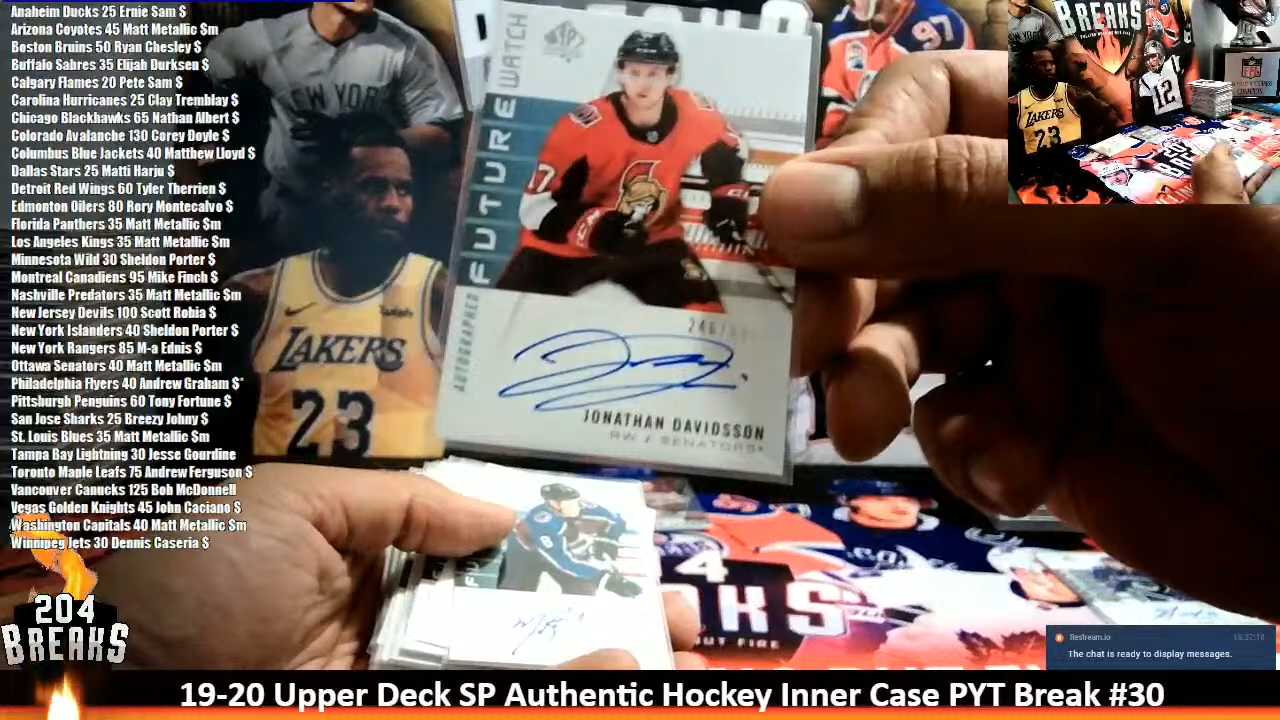 Anaheim Ducks 25 Ernie Sam $
Arizona Coyotes 45 Matt Metallic $m
Boston Bruins 50 Ryan Chesley $
Buffalo Sabres 35 Elijah Durksen $
Calgary Flames 20 Pete Sam $
Carolina Hurricanes 25 Clay Tremblay $
Chicago Blackhawks 65 Nathan Albert $
Colorado Avalanche 130 Corey Doyle $
Columbus Blue Jackets 40 Matthew Lloyd $
Dallas Stars 25 Matti Harju $
Detroit Red Wings 60 Tyler Therrien $
Edmonton Oilers 80 Rory Montecalvo $
Florida Panthers 35 Matt Metallic $m
Los Angeles Kings 35 Matt Metallic $m
Minnesota Wild 30 Sheldon Porter $
Montreal Canadiens 95 Mike Finch $
Nashville Predators 35 Matt Metallic $m
New Jersey Devils 100 Scott Robia $
New York Islanders 40 Sheldon Porter $
New York Rangers 85 M-a Ednis $
Ottawa Senators 40 Matt Metallic $m
Philadelphia Flyers 40 Andrew Graham $*
Pittsburgh Penguins 60 Tony Fortune $
San Jose Sharks 25 Breezy Johny $
St. Louis Blues 35 Matt Metallic $m
Tampa Bay Lightning 30 Jesse Gourdine
Toronto Maple Leafs 75 Andrew Ferguson $
Vancouver Canucks 125 Bob McDonnell
Vegas Golden Knights 45 John Caciano $
Washington Capitals 40 Matt Metallic $m
Winnipeg Jets 30 Dennis Caseria $
204
BREAKS
NEW YORK
LAKERS
23
AUTOGRAPHED
FUTURE WATCH
SP
JONATHAN DAVIDSSON
RW / SENATORS
97
BREAKS
LAKERS
23
12
NFL
Restream.io
The chat is ready to display messages.
19-20 Upper Deck SP Authentic Hockey Inner Case PYT Break #30